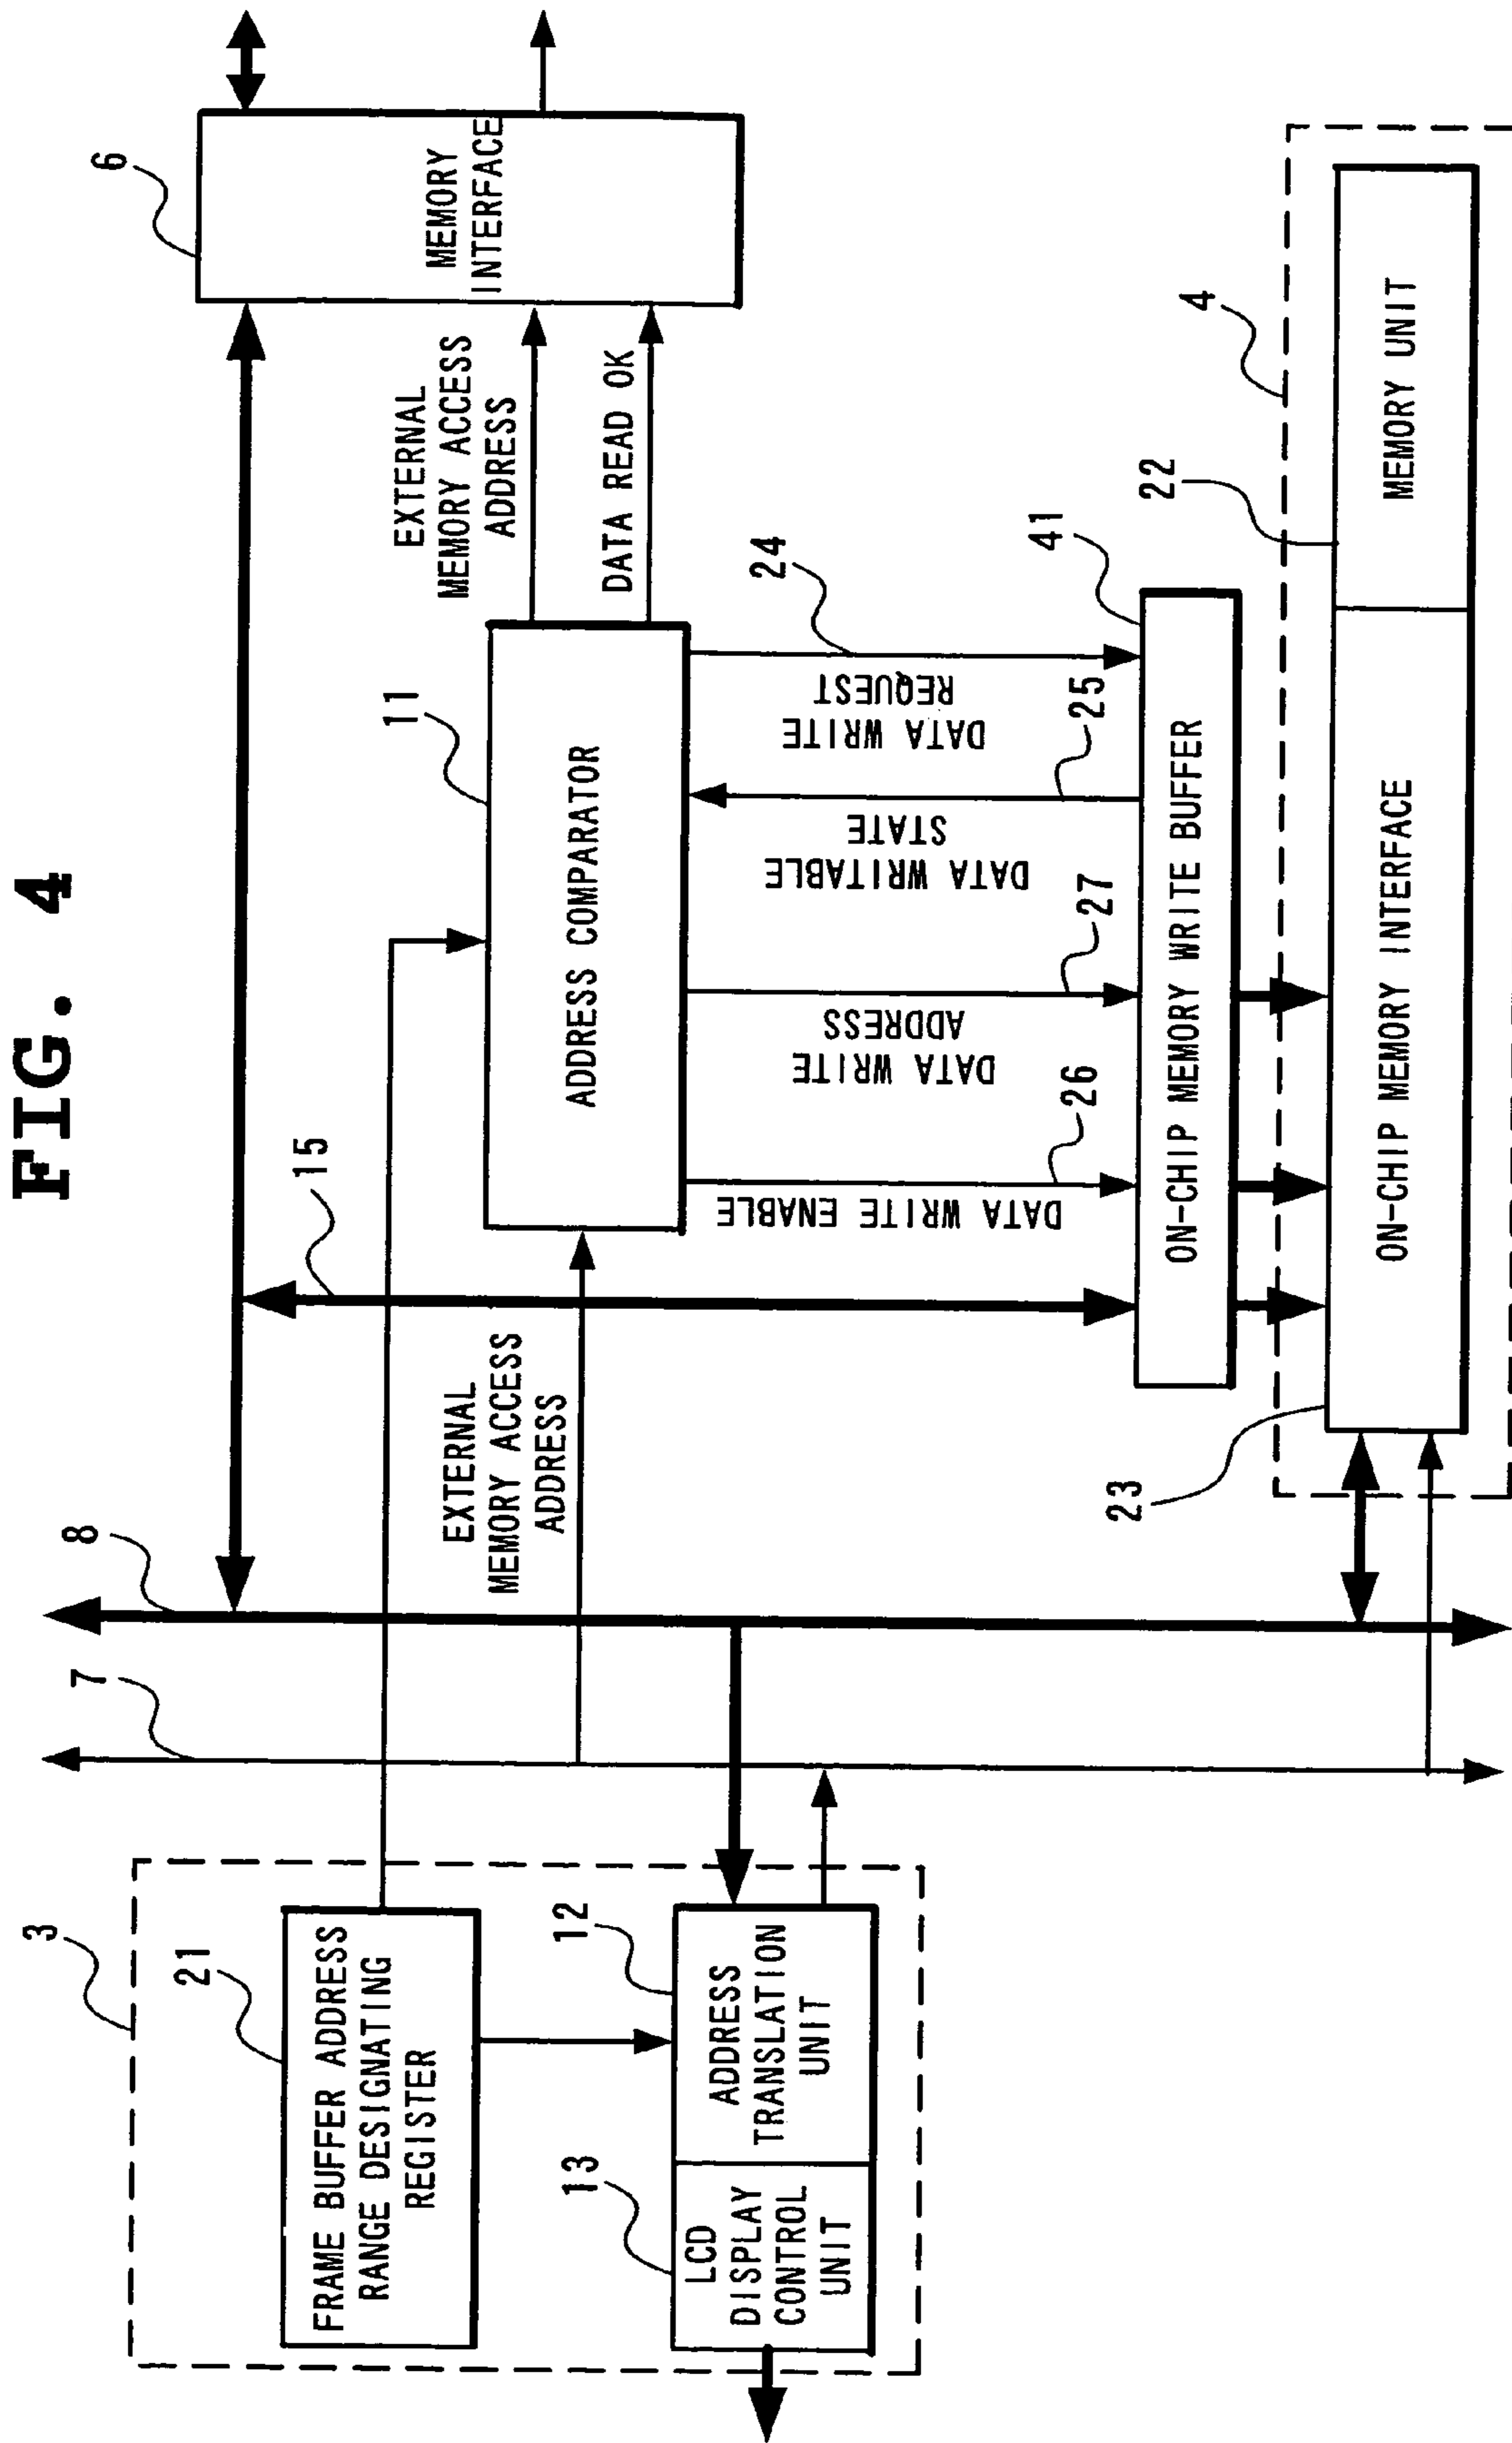 FIG. 4
3
21
FRAME BUFFER ADDRESS
RANGE DESIGNATING
REGISTER
13
LCD
DISPLAY
CONTROL
UNIT
12
ADDRESS
TRANSLATION
UNIT
7
8
15
EXTERNAL
MEMORY ACCESS
ADDRESS
11
ADDRESS COMPARATOR
EXTERNAL
MEMORY ACCESS
ADDRESS
DATA READ OK
6
MEMORY
INTERFACE
DATA WRITE ENABLE
26
DATA WRITE
ADDRESS
27
DATA WRITABLE
STATE
25
DATA WRITE
REQUEST
24
41
ON-CHIP MEMORY WRITE BUFFER
23
ON-CHIP MEMORY INTERFACE
22
MEMORY UNIT
4